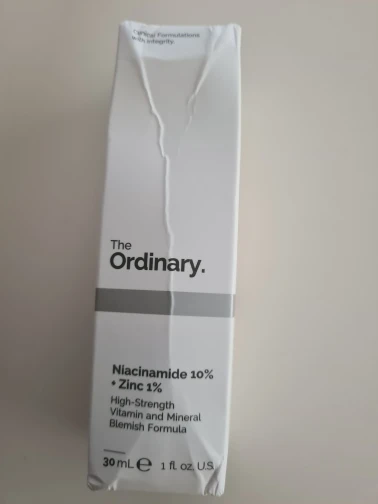 Clinical Formulations
with Integrity.
The
Ordinary.
Niacinamide 10%
+ Zinc 1%
High-Strength
Vitamin and Mineral
Blemish Formula
30 mL ℮ 1 fl. oz. U.S